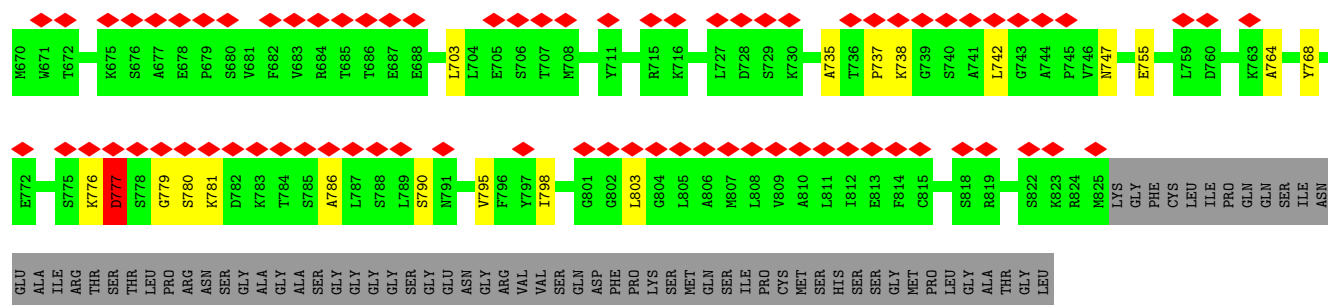 M670 W671 T672 K675 S676 A677 E678 P679 S680 V681 F682 V683 R684 T685 T686 E687 E688 L703 L704 E705 S706 T707 M708 Y711 R715 K716 L727 D728 S729 K730 A735 T736 P737 K738 G739 S740 A741 L742 G743 A744 P745 V746 N747 E755 L759 D760 K763 A764 Y768
E772 S775 K776 D777 S778 G779 S780 K781 D782 K783 T784 S785 A786 L787 S788 L789 S790 N791 V795 F796 Y797 I798 G801 G802 L803 G804 L805 A806 M807 L808 V809 A810 L811 I812 E813 F814 C815 S818 R819 S822 K823 R824 M825 LYS GLY PHE CYS LEU ILE PRO GLN GLN SER ILE ASN
GLU ALA ILE ARG THR SER THR LEU PRO ARG ASN SER GLY ALA GLY ALA SER GLY GLY GLY GLY SER GLY GLU ASN GLY ARG VAL VAL SER GLN ASP PHE PRO LYS SER MET GLN SER ILE PRO CYS MET SER HIS SER SER GLY MET PRO LEU GLY ALA THR GLY LEU